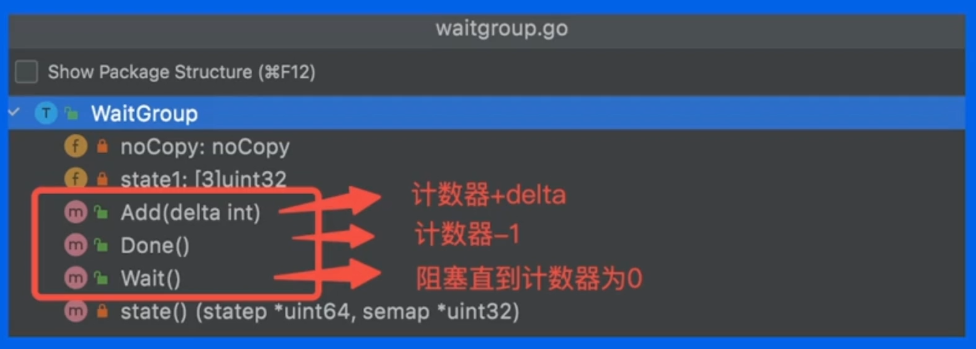 waitgroup.go
Show Package Structure (⌘F12)
T WaitGroup
f noCopy: noCopy
f state1: [3]uint32
m Add(delta int) 计数器+delta
m Done() 计数器–1
m Wait() 阻塞直到计数器为0
m state() (statep *uint64, semap *uint32)